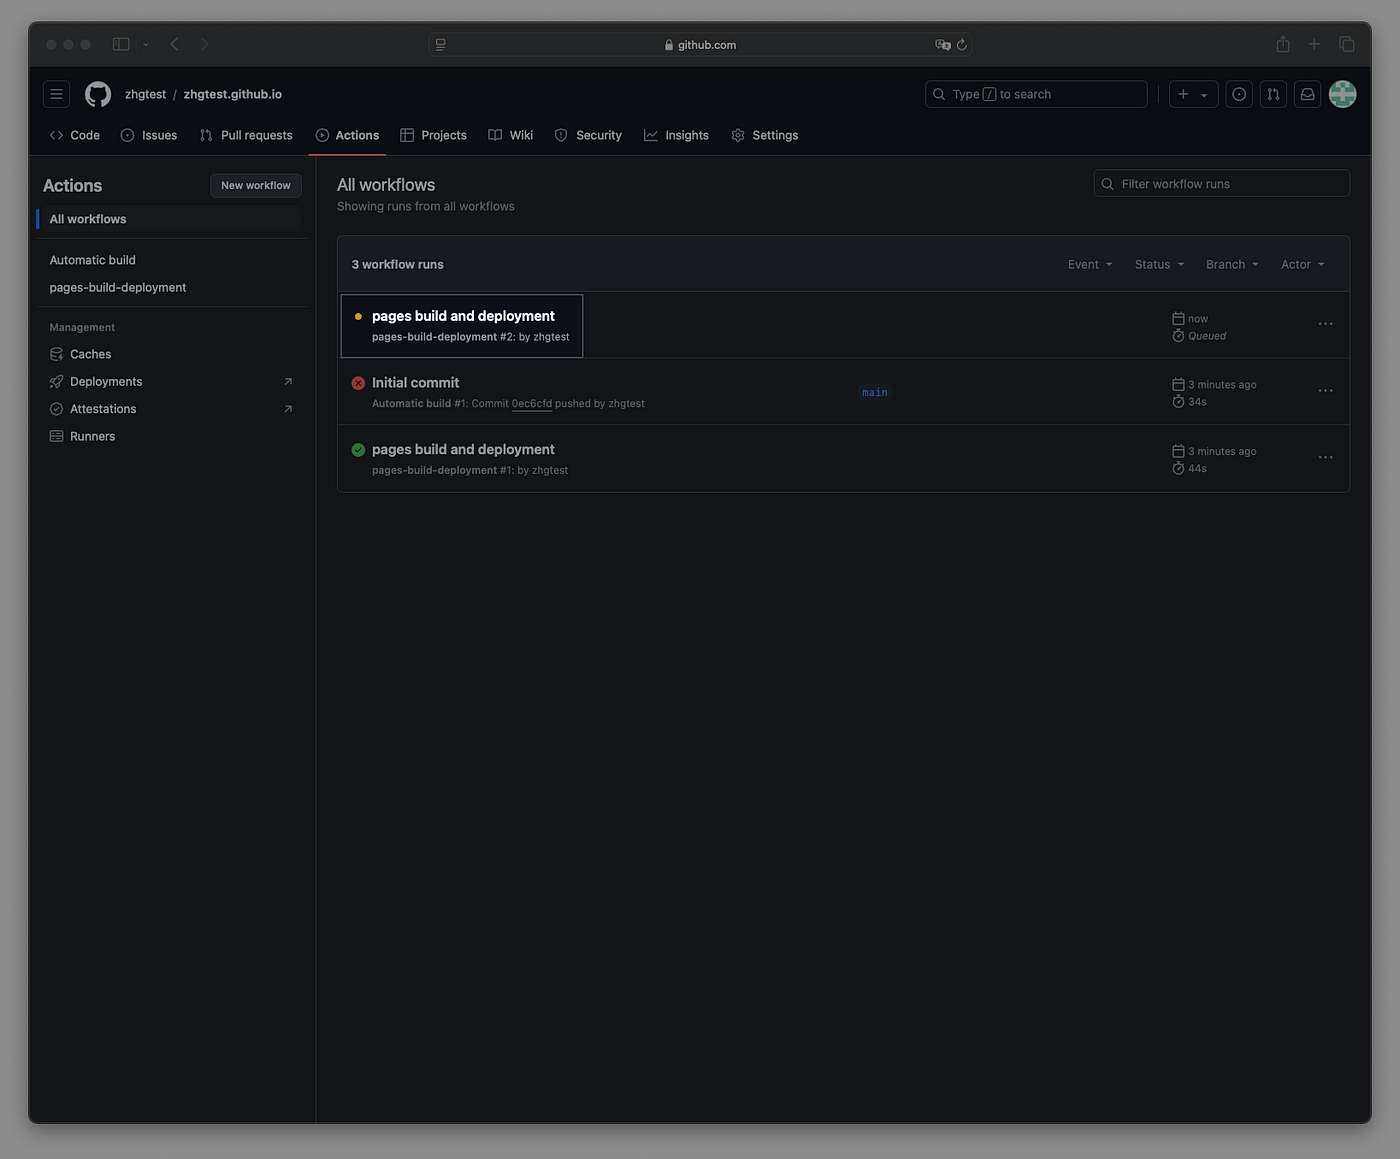 github.com
zhgtest / zhgtest.github.io
Type / to search
Code
Issues
Pull requests
Actions
Projects
Wiki
Security
Insights
Settings
Actions
New workflow
All workflows
Automatic build
pages-build-deployment
Management
Caches
Deployments
Attestations
Runners
All workflows
Showing runs from all workflows
Filter workflow runs
3 workflow runs
Event
Status
Branch
Actor
pages build and deployment
pages-build-deployment #2: by zhgtest
now
Queued
Initial commit
Automatic build #1: Commit 0ec6cfd pushed by zhgtest
main
3 minutes ago
34s
pages build and deployment
pages-build-deployment #1: by zhgtest
3 minutes ago
44s